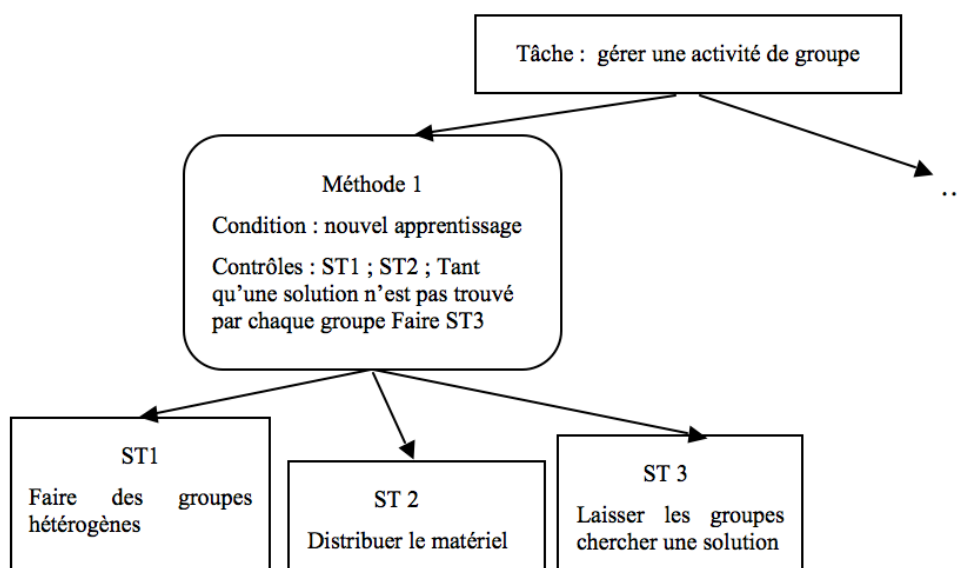 Tâche : gérer une activité de groupe
..
Méthode 1
Condition : nouvel apprentissage
Contrôles : ST1 ; ST2 ; Tant
qu’une solution n’est pas trouvé
par chaque groupe Faire ST3
ST1
Faire des groupes
hétérogènes
ST 2
Distribuer le matériel
ST 3
Laisser les groupes
chercher une solution